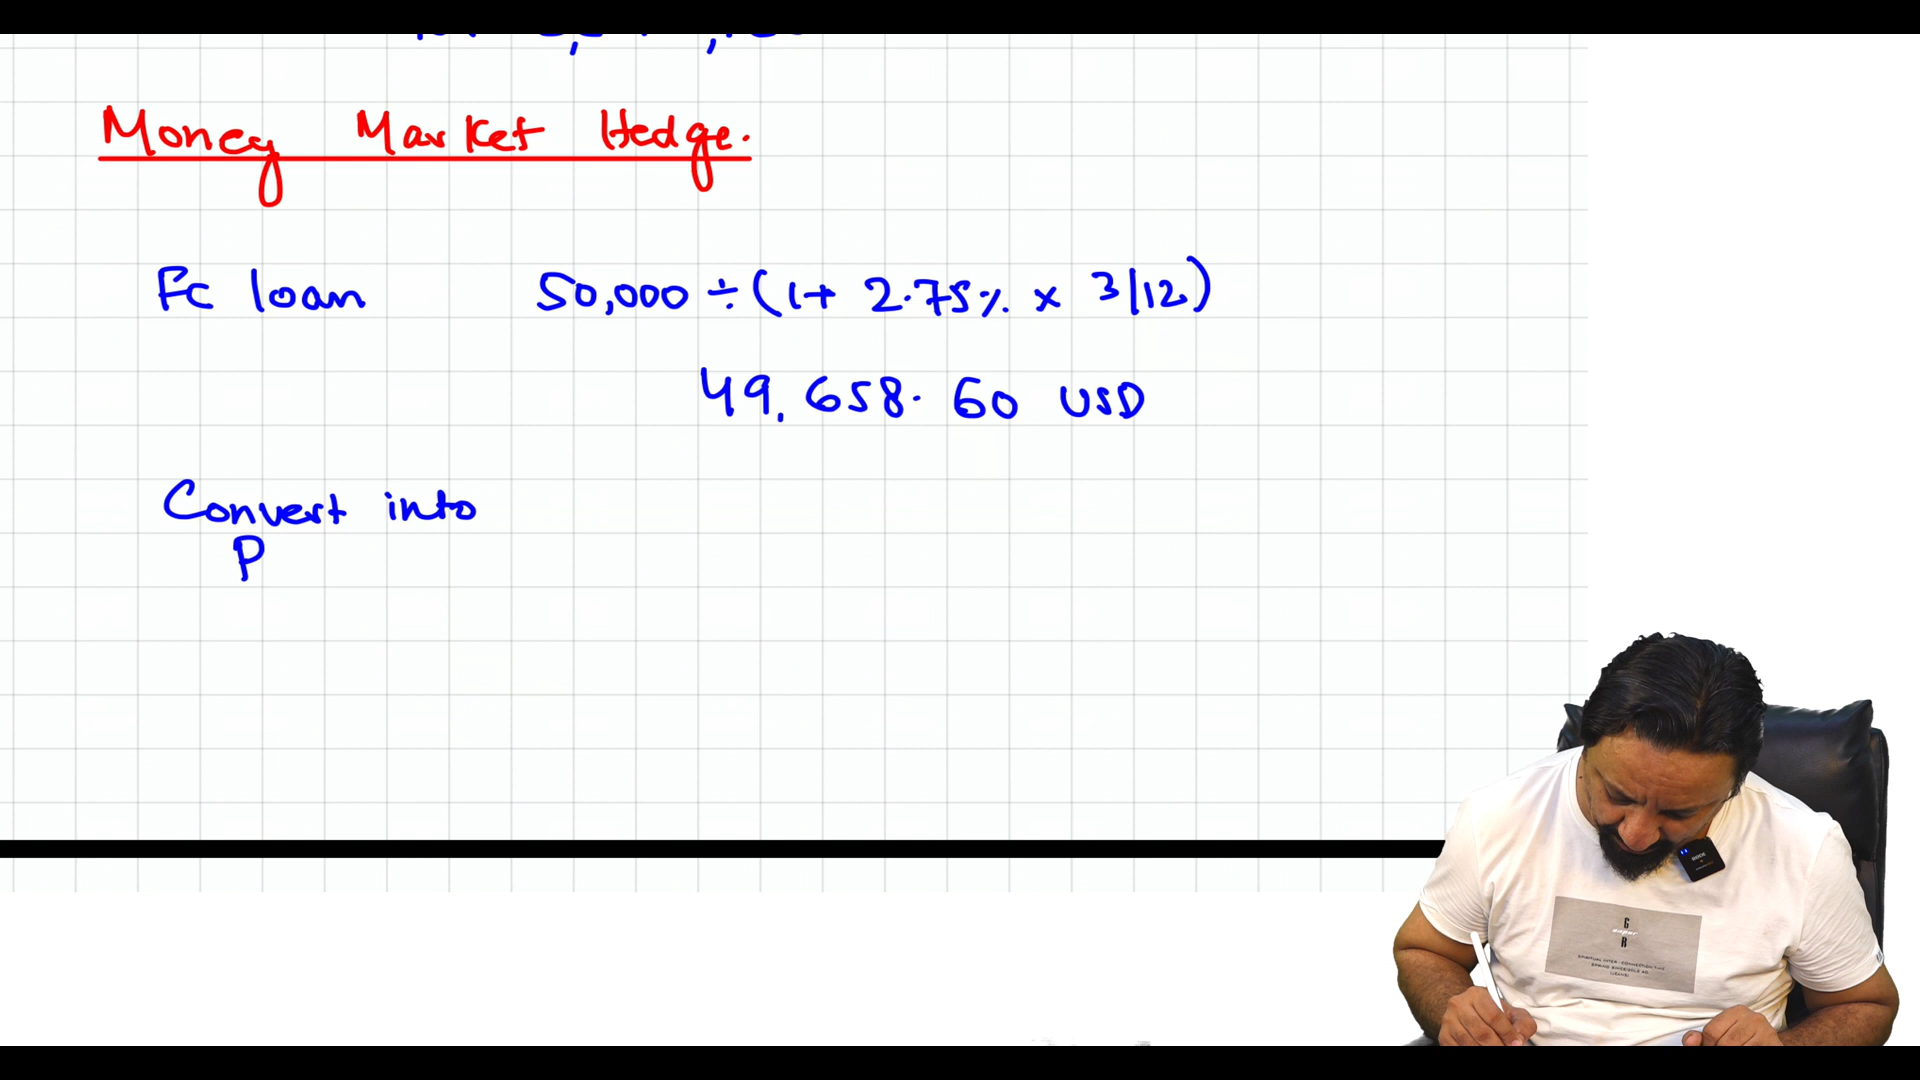 Money Market Hedge.
Fc loan 50,000 ÷ (1+ 2.75% × 3/12)
49,658.60 USD
Convert into
P
G
R